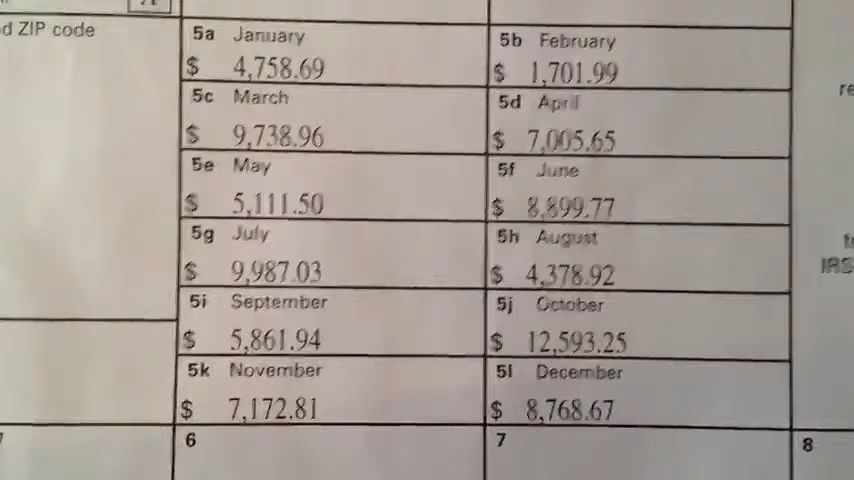 d ZIP code
5a January
$ 4,758.69
5b February
$ 1,701.99
5c March
$ 9,738.96
5d April
$ 7,005.65
5e May
$ 5,111.50
5f June
$ 8,899.77
5g July
$ 9,987.03
5h August
$ 4,378.92
5i September
$ 5,861.94
5j October
$ 12,593.25
5k November
$ 7,172.81
5l December
$ 8,768.67
6
7
8
re
IRS